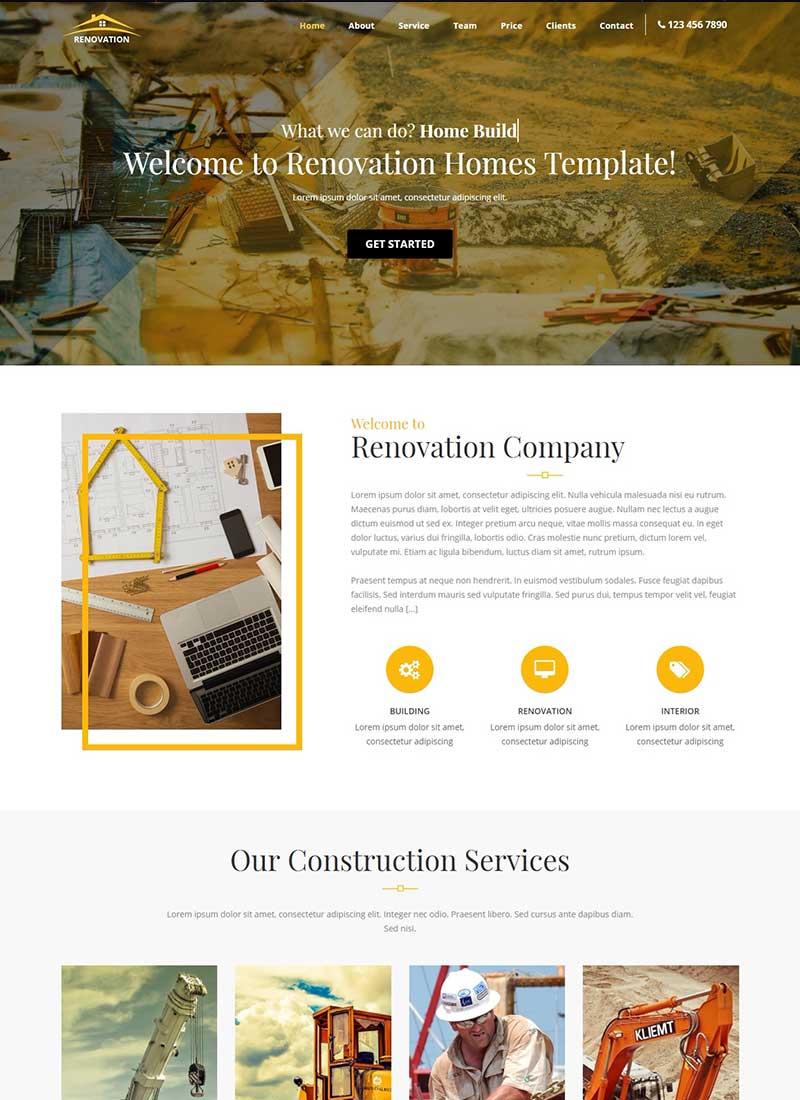 RENOVATION
Home About Service Team Price Clients Contact 123 456 7890
What we can do? Home Build
Welcome to Renovation Homes Template!
Lorem ipsum dolor sit amet, consectetur adipiscing elit.
GET STARTED
Welcome to
Renovation Company
Lorem ipsum dolor sit amet, consectetur adipiscing elit. Nulla vehicula malesuada nisi eu rutrum.
Maecenas purus diam, lobortis at velit eget, ultricies posuere augue. Nullam nec lectus a augue
dictum euismod ut sed ex. Integer pretium arcu neque, vitae mollis massa consequat eu. In eget
dolor luctus, varius dui fringilla, lobortis odio. Cras molestie nunc pretium, dictum lorem vel,
vulputate mi. Etiam ac ligula bibendum, luctus diam sit amet, rutrum ipsum.
Praesent tempus at neque non hendrerit. In euismod vestibulum sodales. Fusce feugiat dapibus
facilisis. Sed interdum mauris sed vulputate fringilla. Sed purus dui, tempus tempor velit vel, feugiat
eleifend nulla [...]
BUILDING
Lorem ipsum dolor sit amet,
consectetur adipiscing
RENOVATION
Lorem ipsum dolor sit amet,
consectetur adipiscing
INTERIOR
Lorem ipsum dolor sit amet,
consectetur adipiscing
Our Construction Services
Lorem ipsum dolor sit amet, consectetur adipiscing elit. Integer nec odio. Praesent libero. Sed cursus ante dapibus diam.
Sed nisi.
KLIEMT